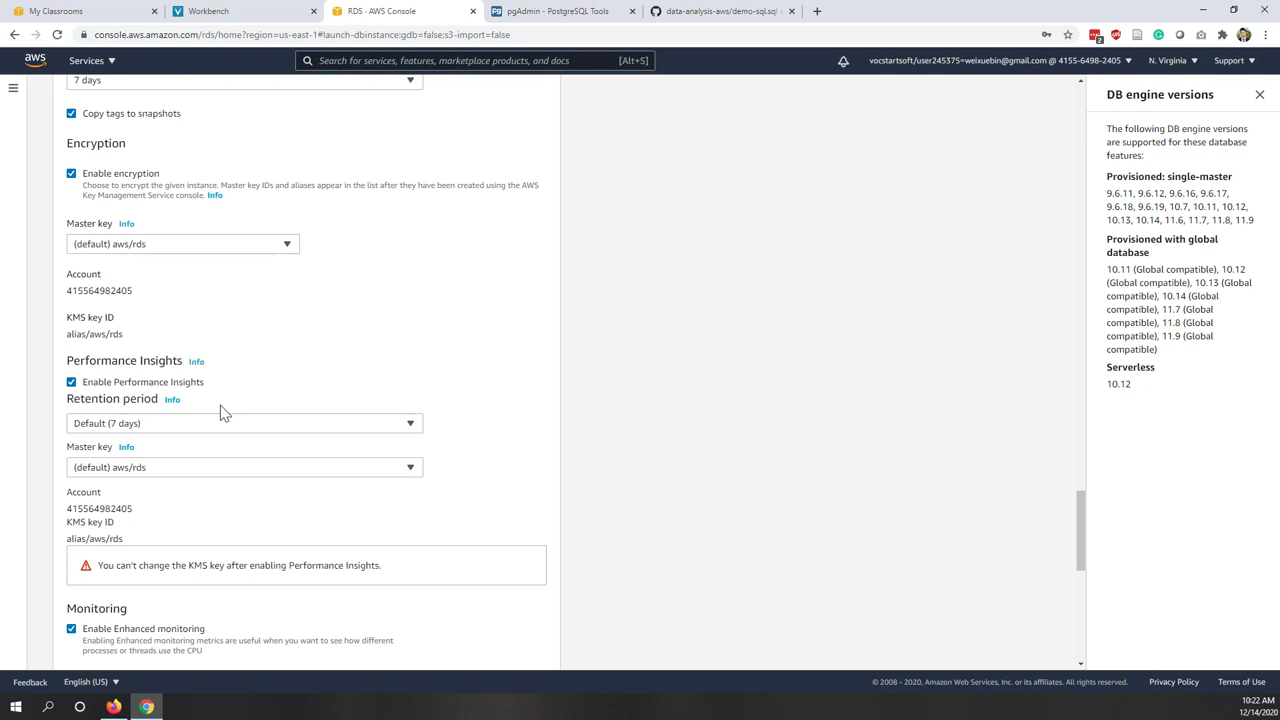 My Classrooms
Workbench
RDS · AWS Console
pgAdmin - PostgreSQL Tools
data-analysis-aws/demo-sql.sql
console.aws.amazon.com/rds/home?region=us-east-1#launch-dbinstance:gdb=false;s3-import=false
2
aws
Services
Search for services, features, marketplace products, and docs
[Alt+S]
vocstartsoft/user245375=weixuebin@gmail.com @ 4155-6498-2405
N. Virginia
Support
7 days
Copy tags to snapshots
Encryption
Enable encryption
Choose to encrypt the given instance. Master key IDs and aliases appear in the list after they have been created using the AWS
Key Management Service console. Info
Master key Info
(default) aws/rds
Account
415564982405
KMS key ID
alias/aws/rds
Performance Insights Info
Enable Performance Insights
Retention period Info
Default (7 days)
Master key Info
(default) aws/rds
Account
415564982405
KMS key ID
alias/aws/rds
You can't change the KMS key after enabling Performance Insights.
Monitoring
Enable Enhanced monitoring
Enabling Enhanced monitoring metrics are useful when you want to see how different
processes or threads use the CPU
DB engine versions
The following DB engine versions
are supported for these database
features:
Provisioned: single-master
9.6.11, 9.6.12, 9.6.16, 9.6.17,
9.6.18, 9.6.19, 10.7, 10.11, 10.12,
10.13, 10.14, 11.6, 11.7, 11.8, 11.9
Provisioned with global
database
10.11 (Global compatible), 10.12
(Global compatible), 10.13 (Global
compatible), 10.14 (Global
compatible), 11.7 (Global
compatible), 11.8 (Global
compatible), 11.9 (Global
compatible)
Serverless
10.12
Feedback
English (US)
© 2008 - 2020, Amazon Web Services, Inc. or its affiliates. All rights reserved.
Privacy Policy
Terms of Use
10:22 AM
12/14/2020